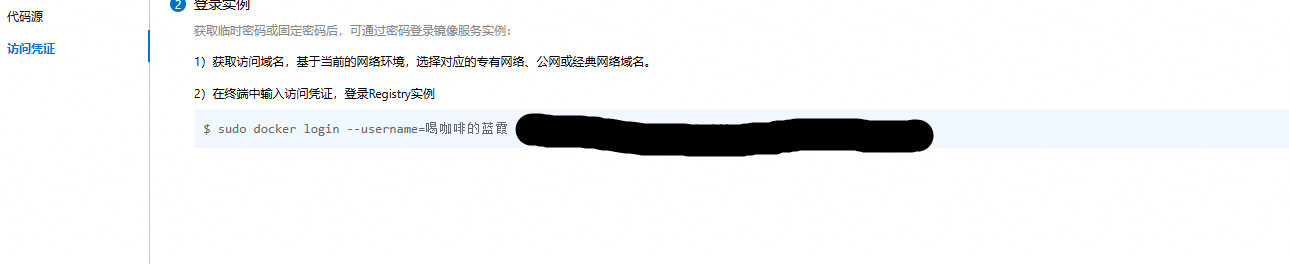 代码源
访问凭证
2 登录实例
获取临时密码或固定密码后，可通过密码登录镜像服务实例：
1）获取访问域名，基于当前的网络环境，选择对应的专有网络、公网或经典网络域名。
2）在终端中输入访问凭证，登录Registry实例
$ sudo docker login --username=喝咖啡的蓝霞